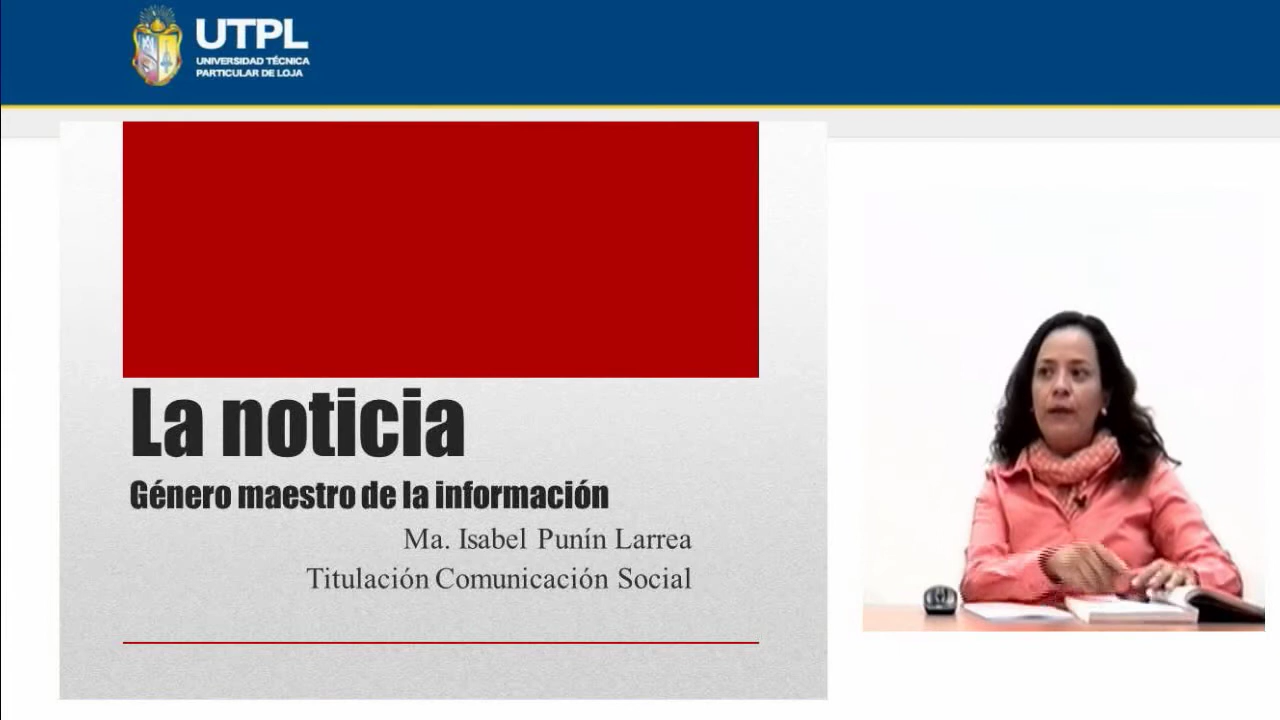 UTPL
UNIVERSIDAD TÉCNICA
PARTICULAR DE LOJA
La noticia
Género maestro de la información
Ma. Isabel Punín Larrea
Titulación Comunicación Social